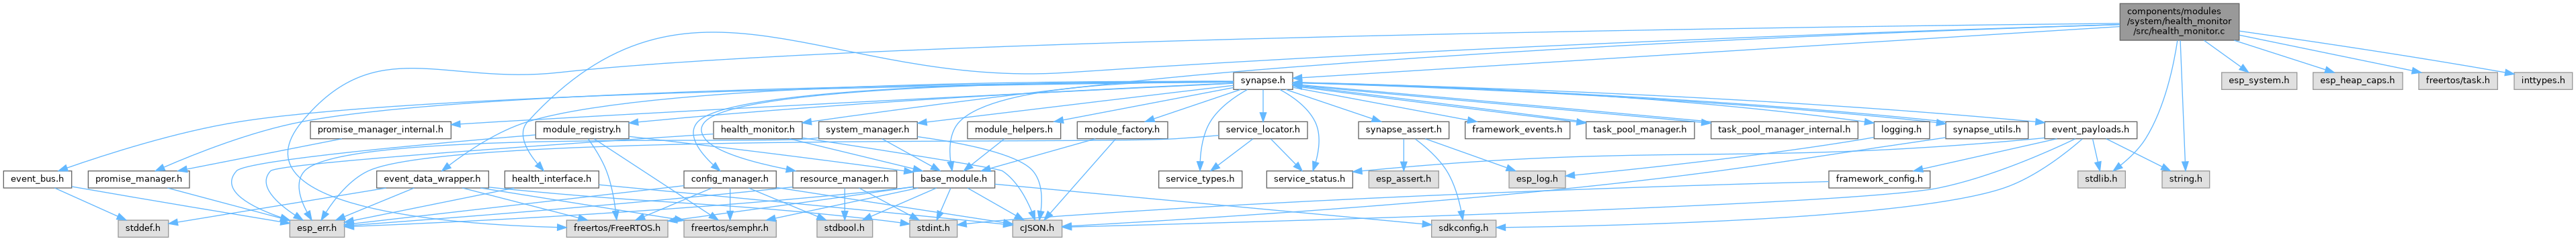 components/modules
/system/health_monitor
/src/health_monitor.c
synapse.h
esp_system.h
esp_heap_caps.h
freertos/task.h
inttypes.h
promise_manager_internal.h
module_registry.h
health_monitor.h
system_manager.h
module_helpers.h
module_factory.h
service_locator.h
synapse_assert.h
framework_events.h
task_pool_manager.h
task_pool_manager_internal.h
logging.h
synapse_utils.h
event_payloads.h
event_bus.h
promise_manager.h
event_data_wrapper.h
health_interface.h
config_manager.h
resource_manager.h
base_module.h
service_types.h
service_status.h
esp_assert.h
esp_log.h
framework_config.h
stdlib.h
string.h
stddef.h
esp_err.h
freertos/FreeRTOS.h
freertos/semphr.h
stdbool.h
stdint.h
cJSON.h
sdkconfig.h